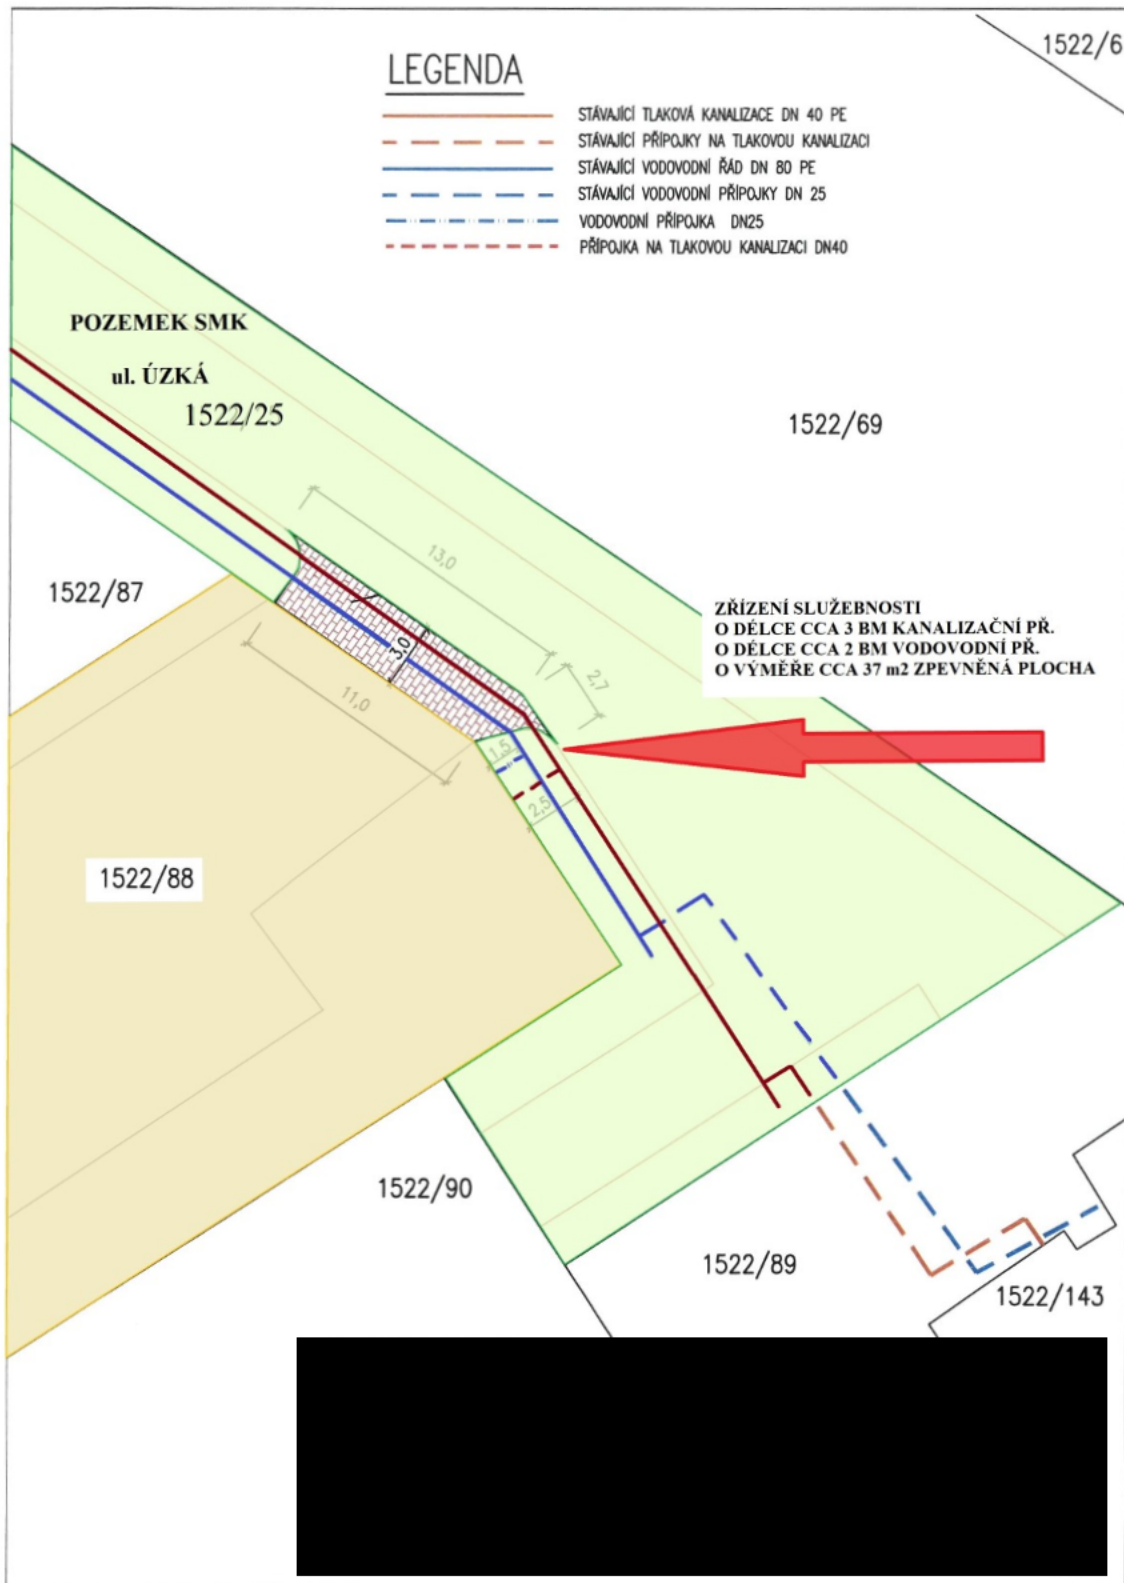 1522/6
LEGENDA
STÁVAJÍCÍ TLAKOVÁ KANALIZACE DN 40 PE
STÁVAJÍCÍ PŘÍPOJKY NA TLAKOVOU KANALIZACI
STÁVAJÍCÍ VODOVODNÍ ŘÁD DN 80 PE
STÁVAJÍCÍ VODOVODNÍ PŘÍPOJKY DN 25
VODOVODNÍ PŘÍPOJKA DN25
PŘÍPOJKA NA TLAKOVOU KANALIZACI DN40
POZEMEK SMK
ul. ÚZKÁ
1522/25
1522/69
13,0
1522/87
3,0
2,7
11,0
ZŘÍZENÍ SLUŽEBNOSTI
O DÉLCE CCA 3 BM KANALIZAČNÍ PŘ.
O DÉLCE CCA 2 BM VODOVODNÍ PŘ.
O VÝMĚŘE CCA 37 m2 ZPEVNĚNÁ PLOCHA
1,5
2,5
1522/88
1522/90
1522/89
1522/143